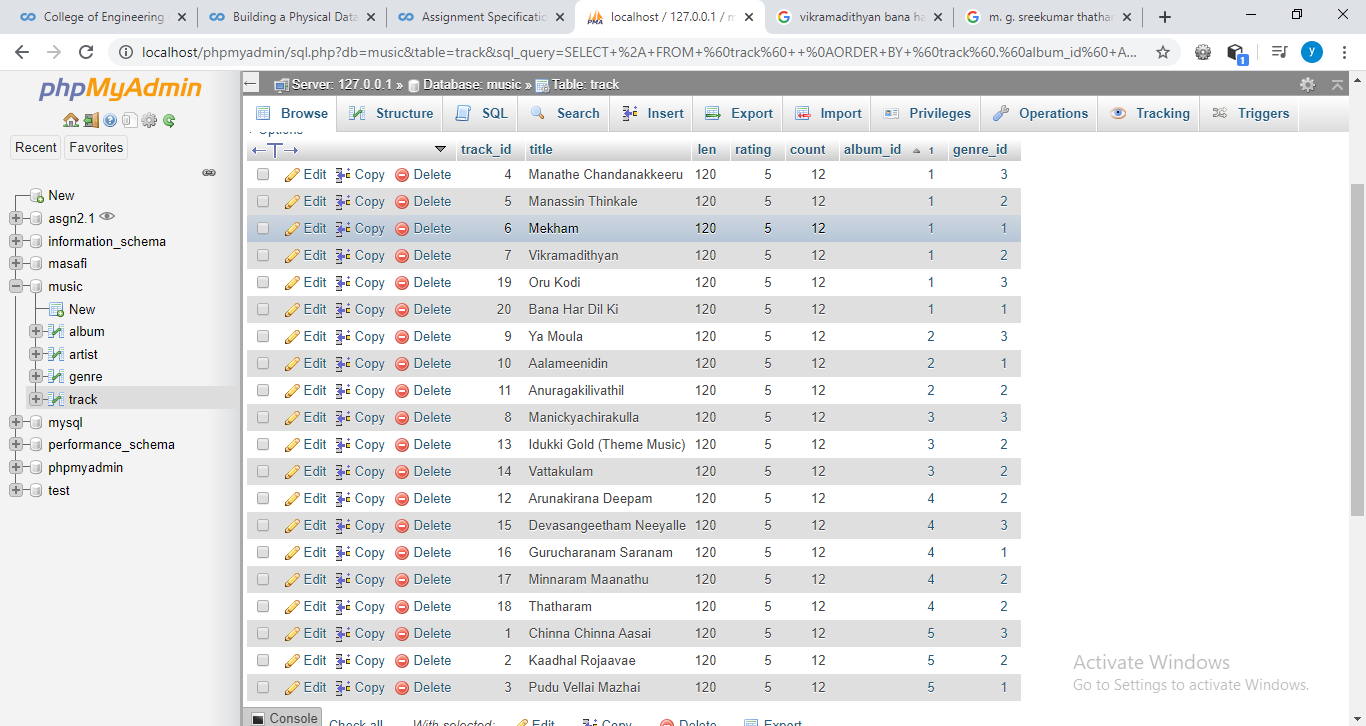 College of Engineering
Building a Physical Data
Assignment Specificatio
localhost / 127.0.0.1 / m
vikramadithyan bana ha
m. g. sreekumar thathar
localhost/phpmyadmin/sql.php?db=music&table=track&sql_query=SELECT+%2A+FROM+%60track%60++%0AORDER+BY+%60track%60.%60album_id%60+A...
1
y
phpMyAdmin
Recent Favorites
New
asgn2.1
information_schema
masafi
music
New
album
artist
genre
track
mysql
performance_schema
phpmyadmin
test
Server: 127.0.0.1 » Database: music » Table: track
Browse Structure SQL Search Insert Export Import Privileges Operations Tracking Triggers
+ Options
←T→ track_id title len rating count album_id 1 genre_id
Edit Copy Delete 4 Manathe Chandanakkeeru 120 5 12 1 3
Edit Copy Delete 5 Manassin Thinkale 120 5 12 1 2
Edit Copy Delete 6 Mekham 120 5 12 1 1
Edit Copy Delete 7 Vikramadithyan 120 5 12 1 2
Edit Copy Delete 19 Oru Kodi 120 5 12 1 3
Edit Copy Delete 20 Bana Har Dil Ki 120 5 12 1 1
Edit Copy Delete 9 Ya Moula 120 5 12 2 3
Edit Copy Delete 10 Aalameenidin 120 5 12 2 1
Edit Copy Delete 11 Anuragakilivathil 120 5 12 2 2
Edit Copy Delete 8 Manickyachirakulla 120 5 12 3 3
Edit Copy Delete 13 Idukki Gold (Theme Music) 120 5 12 3 2
Edit Copy Delete 14 Vattakulam 120 5 12 3 2
Edit Copy Delete 12 Arunakirana Deepam 120 5 12 4 2
Edit Copy Delete 15 Devasangeetham Neeyalle 120 5 12 4 3
Edit Copy Delete 16 Gurucharanam Saranam 120 5 12 4 1
Edit Copy Delete 17 Minnaram Maanathu 120 5 12 4 2
Edit Copy Delete 18 Thatharam 120 5 12 4 2
Edit Copy Delete 1 Chinna Chinna Aasai 120 5 12 5 3
Edit Copy Delete 2 Kaadhal Rojaavae 120 5 12 5 2
Edit Copy Delete 3 Pudu Vellai Mazhai 120 5 12 5 1
Activate Windows
Go to Settings to activate Windows.
Console Check all With selected: Edit Copy Delete Export